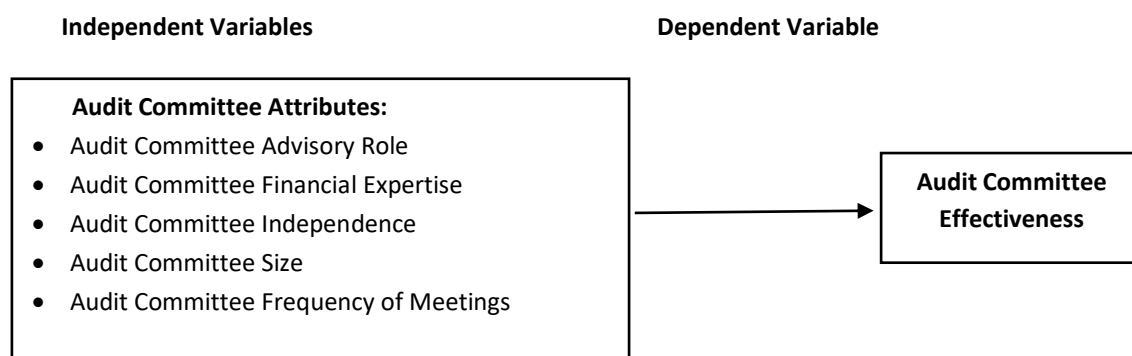 Independent Variables
Dependent Variable
Audit Committee Attributes:
• Audit Committee Advisory Role
• Audit Committee Financial Expertise
• Audit Committee Independence
• Audit Committee Size
• Audit Committee Frequency of Meetings
Audit Committee
Effectiveness